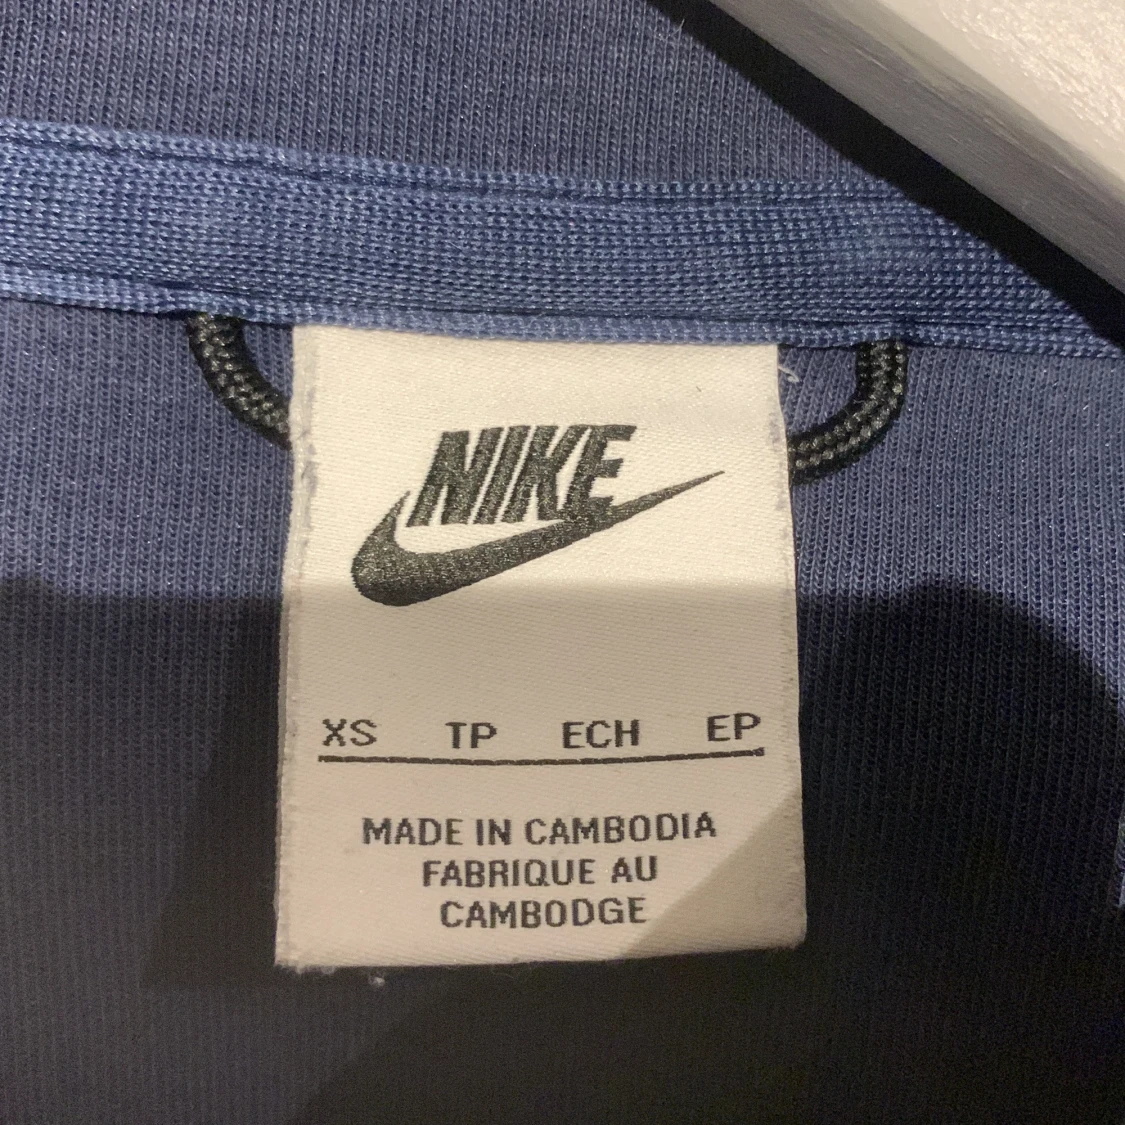 NIKE
XS TP ECH EP
MADE IN CAMBODIA
FABRIQUE AU
CAMBODGE